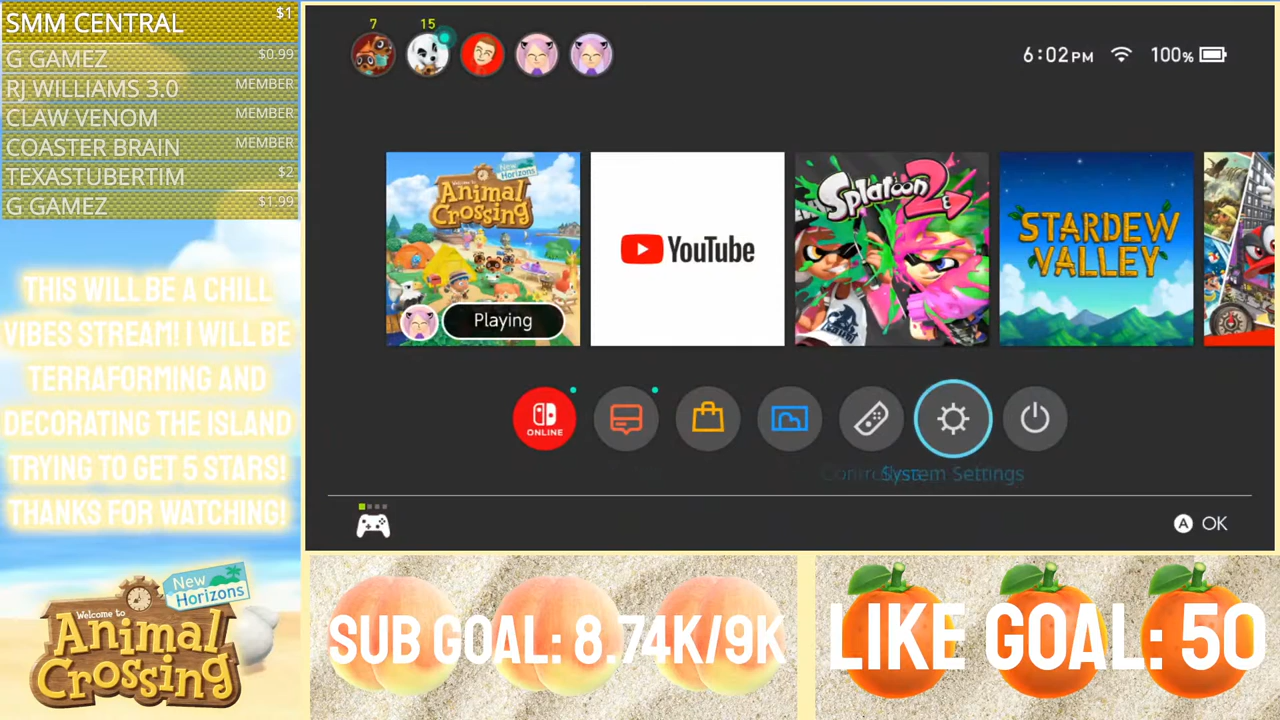 SMM CENTRAL $1
G GAMEZ $0.99
RJ WILLIAMS 3.0 MEMBER
CLAW VENOM MEMBER
COASTER BRAIN MEMBER
TEXASTUBERTIM $2
G GAMEZ $1.99
THIS WILL BE A CHILL
VIBES STREAM! I WILL BE
TERRAFORMING AND
DECORATING THE ISLAND
TRYING TO GET 5 STARS!
THANKS FOR WATCHING!
New
Horizons
Welcome to
Animal
Crossing
7 15
6:02PM 100%
New
Horizons
Animal
Crossing
Playing
YouTube
Splatoon 2
STARDEW
VALLEY
ONLINE
System Settings
A OK
SUB GOAL: 8.74K/9K
LIKE GOAL: 50